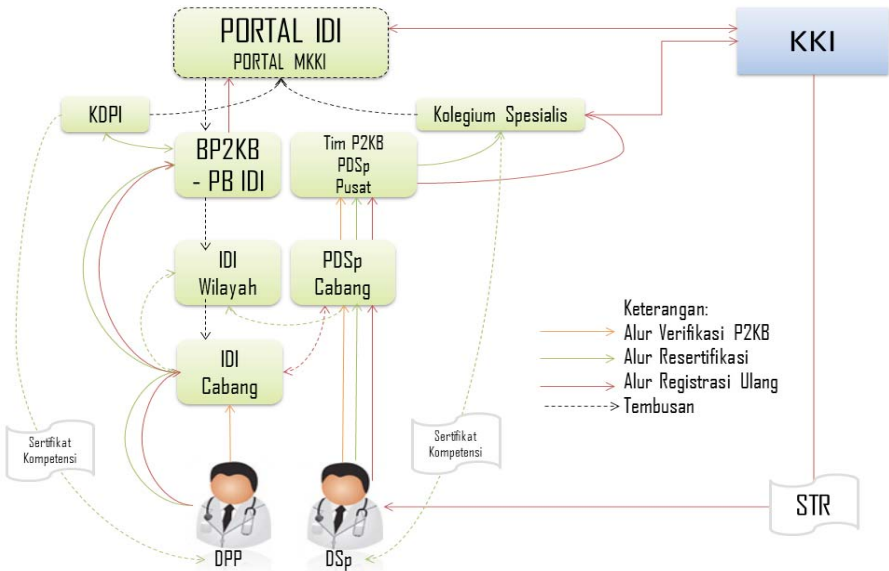 PORTAL IDI
PORTAL MKKI
KKI
KDPI
Kolegium Spesialis
BP2KB
- PB IDI
Tim P2KB
PDSp
Pusat
IDI
Wilayah
PDSp
Cabang
IDI
Cabang
Keterangan:
Alur Verifikasi P2KB
Alur Resertifikasi
Alur Registrasi Ulang
Tembusan
Sertifikat
Kompetensi
Sertifikat
Kompetensi
STR
DPP
DSp